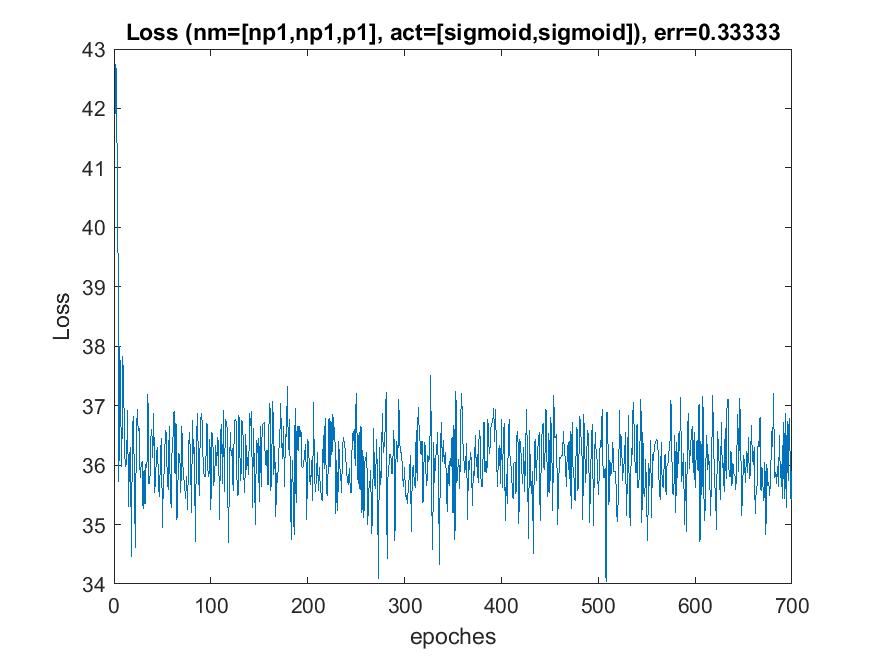 Loss (nm=[np1,np1,p1], act=[sigmoid,sigmoid]), err=0.33333
43
42
41
40
39
38
37
36
35
34
Loss
0 100 200 300 400 500 600 700
epoches